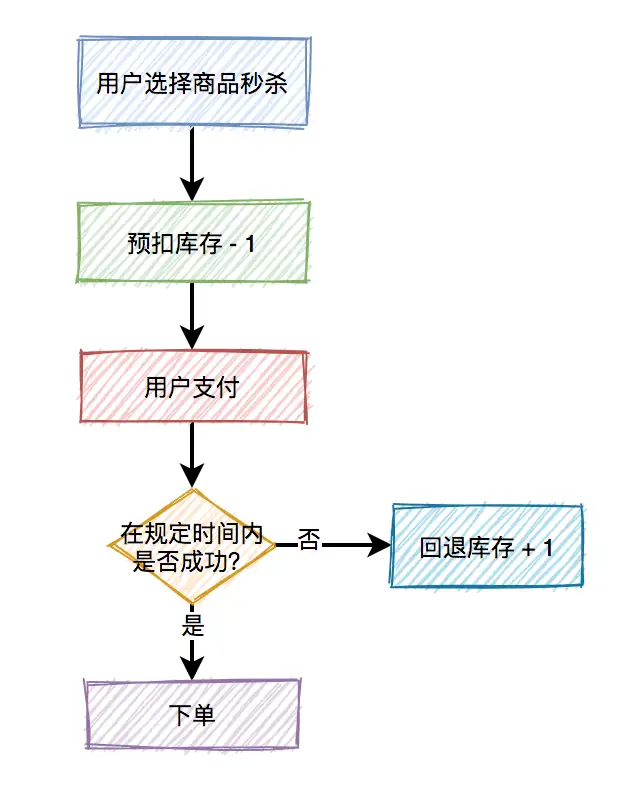 用户选择商品秒杀
预扣库存 - 1
用户支付
在规定时间内
是否成功?
否
回退库存 + 1
是
下单